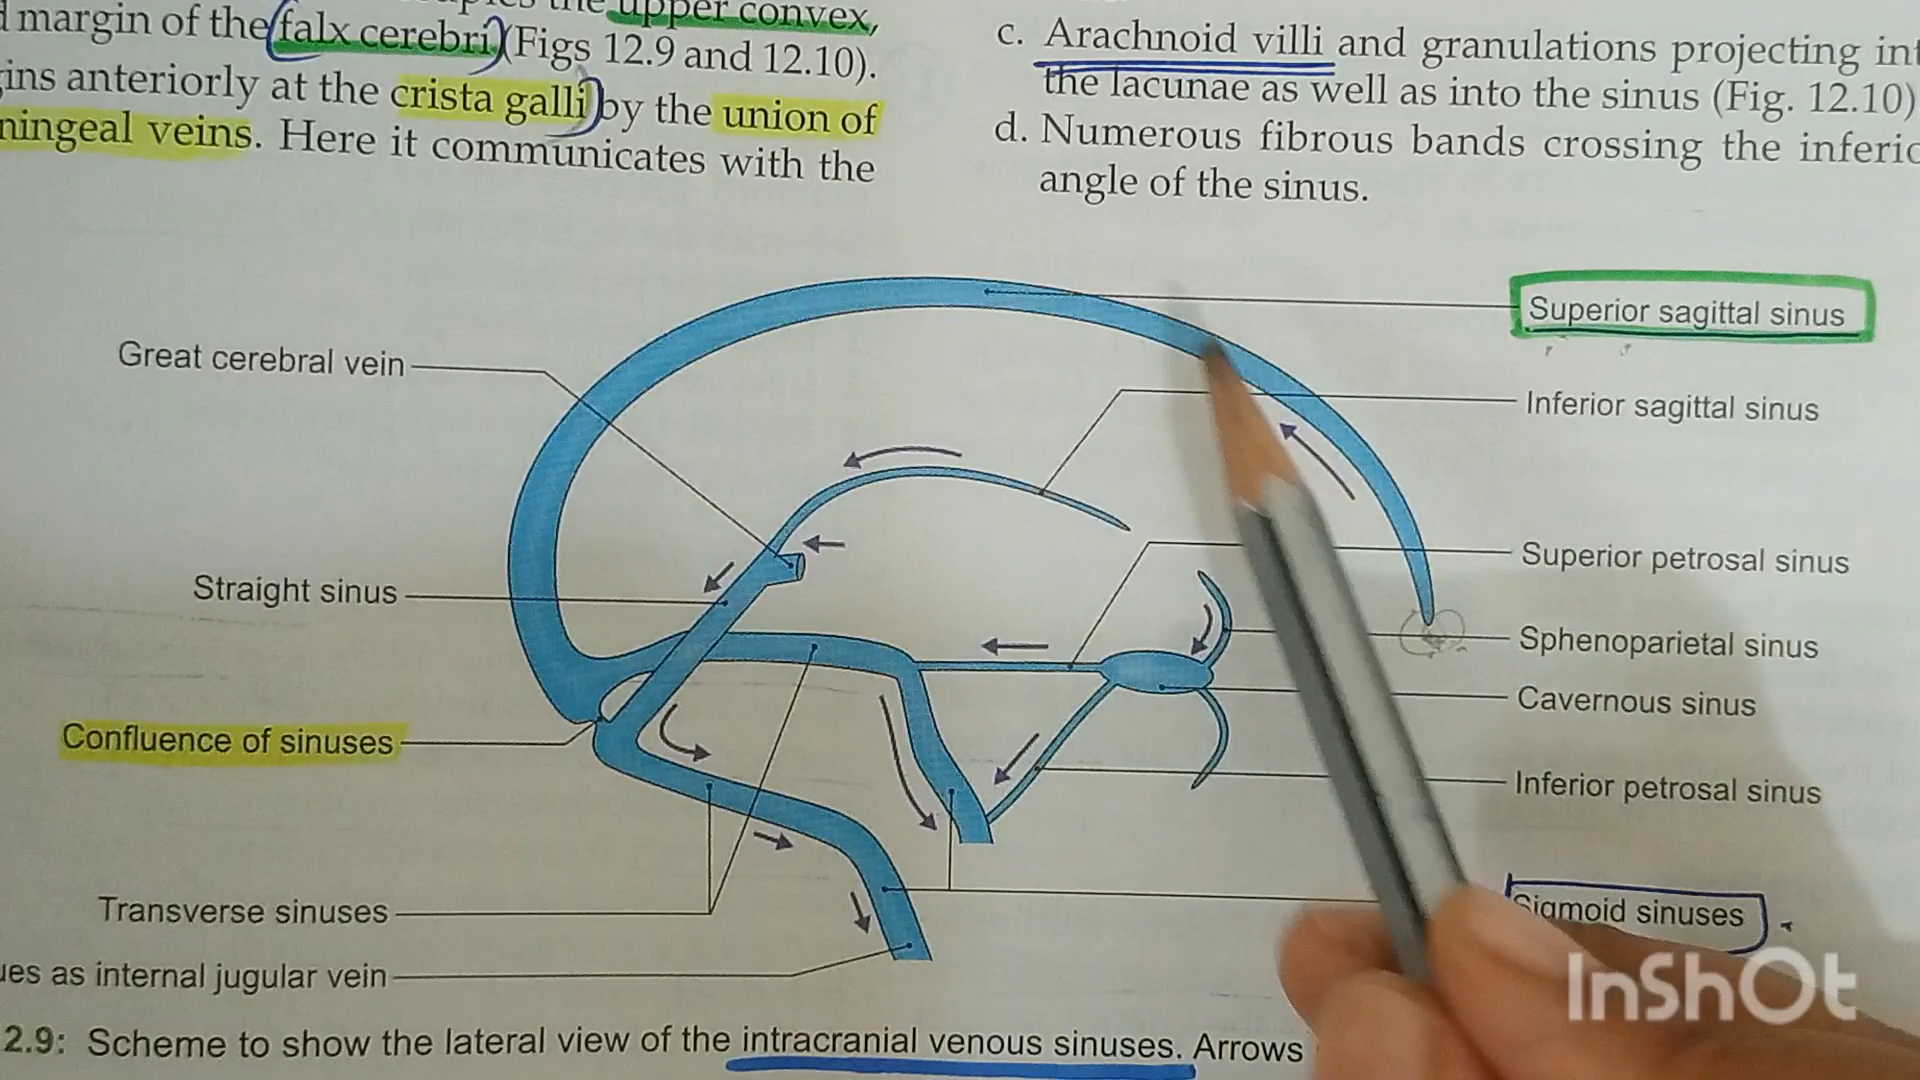 upper convex,
margin of the falx cerebri (Figs 12.9 and 12.10).
anteriorly at the crista galli by the union of
veins. Here it communicates with the
c. Arachnoid villi and granulations projecting
the lacunae as well as into the sinus (Fig. 12.10)
d. Numerous fibrous bands crossing the
angle of the sinus.
Superior sagittal sinus
Great cerebral vein
Inferior sagittal sinus
Superior petrosal sinus
Straight sinus
Sphenoparietal sinus
Cavernous sinus
Confluence of sinuses
Inferior petrosal sinus
Transverse sinuses
Sigmoid sinuses
as internal jugular vein
InShOt
2.9: Scheme to show the lateral view of the intracranial venous sinuses. Arrows